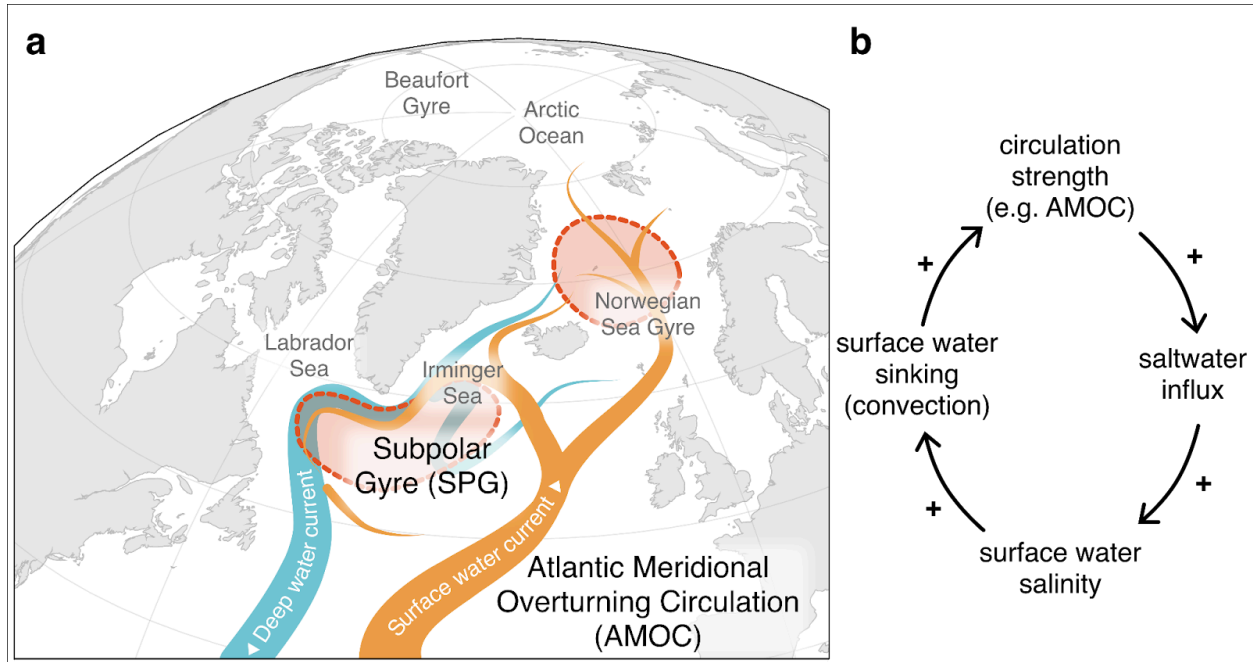 a
Beaufort
Gyre
Arctic
Ocean
Norwegian
Sea Gyre
Labrador
Sea
Irminger
Sea
Subpolar
Gyre (SPG)
◀ Deep water current
Surface water current ▶
Atlantic Meridional
Overturning Circulation
(AMOC)
b
circulation
strength
(e.g. AMOC)
+
saltwater
influx
+
surface water
salinity
+
surface water
sinking
(convection)
+